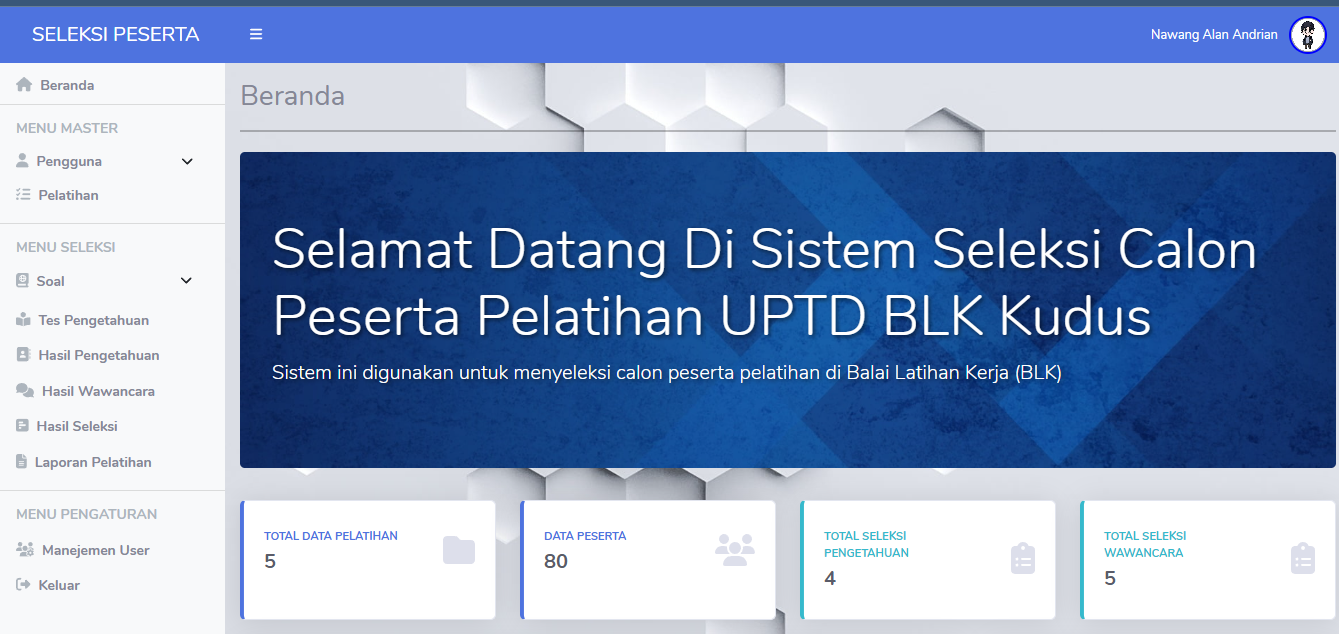 SELEKSI PESERTA
Nawang Alan Andrian
Beranda
MENU MASTER
Pengguna
Pelatihan
MENU SELEKSI
Soal
Tes Pengetahuan
Hasil Pengetahuan
Hasil Wawancara
Hasil Seleksi
Laporan Pelatihan
MENU PENGATURAN
Manajemen User
Keluar
Beranda
Selamat Datang Di Sistem Seleksi Calon
Peserta Pelatihan UPTD BLK Kudus
Sistem ini digunakan untuk menyeleksi calon peserta pelatihan di Balai Latihan Kerja (BLK)
TOTAL DATA PELATIHAN
5
DATA PESERTA
80
TOTAL SELEKSI
PENGETAHUAN
4
TOTAL SELEKSI
WAWANCARA
5